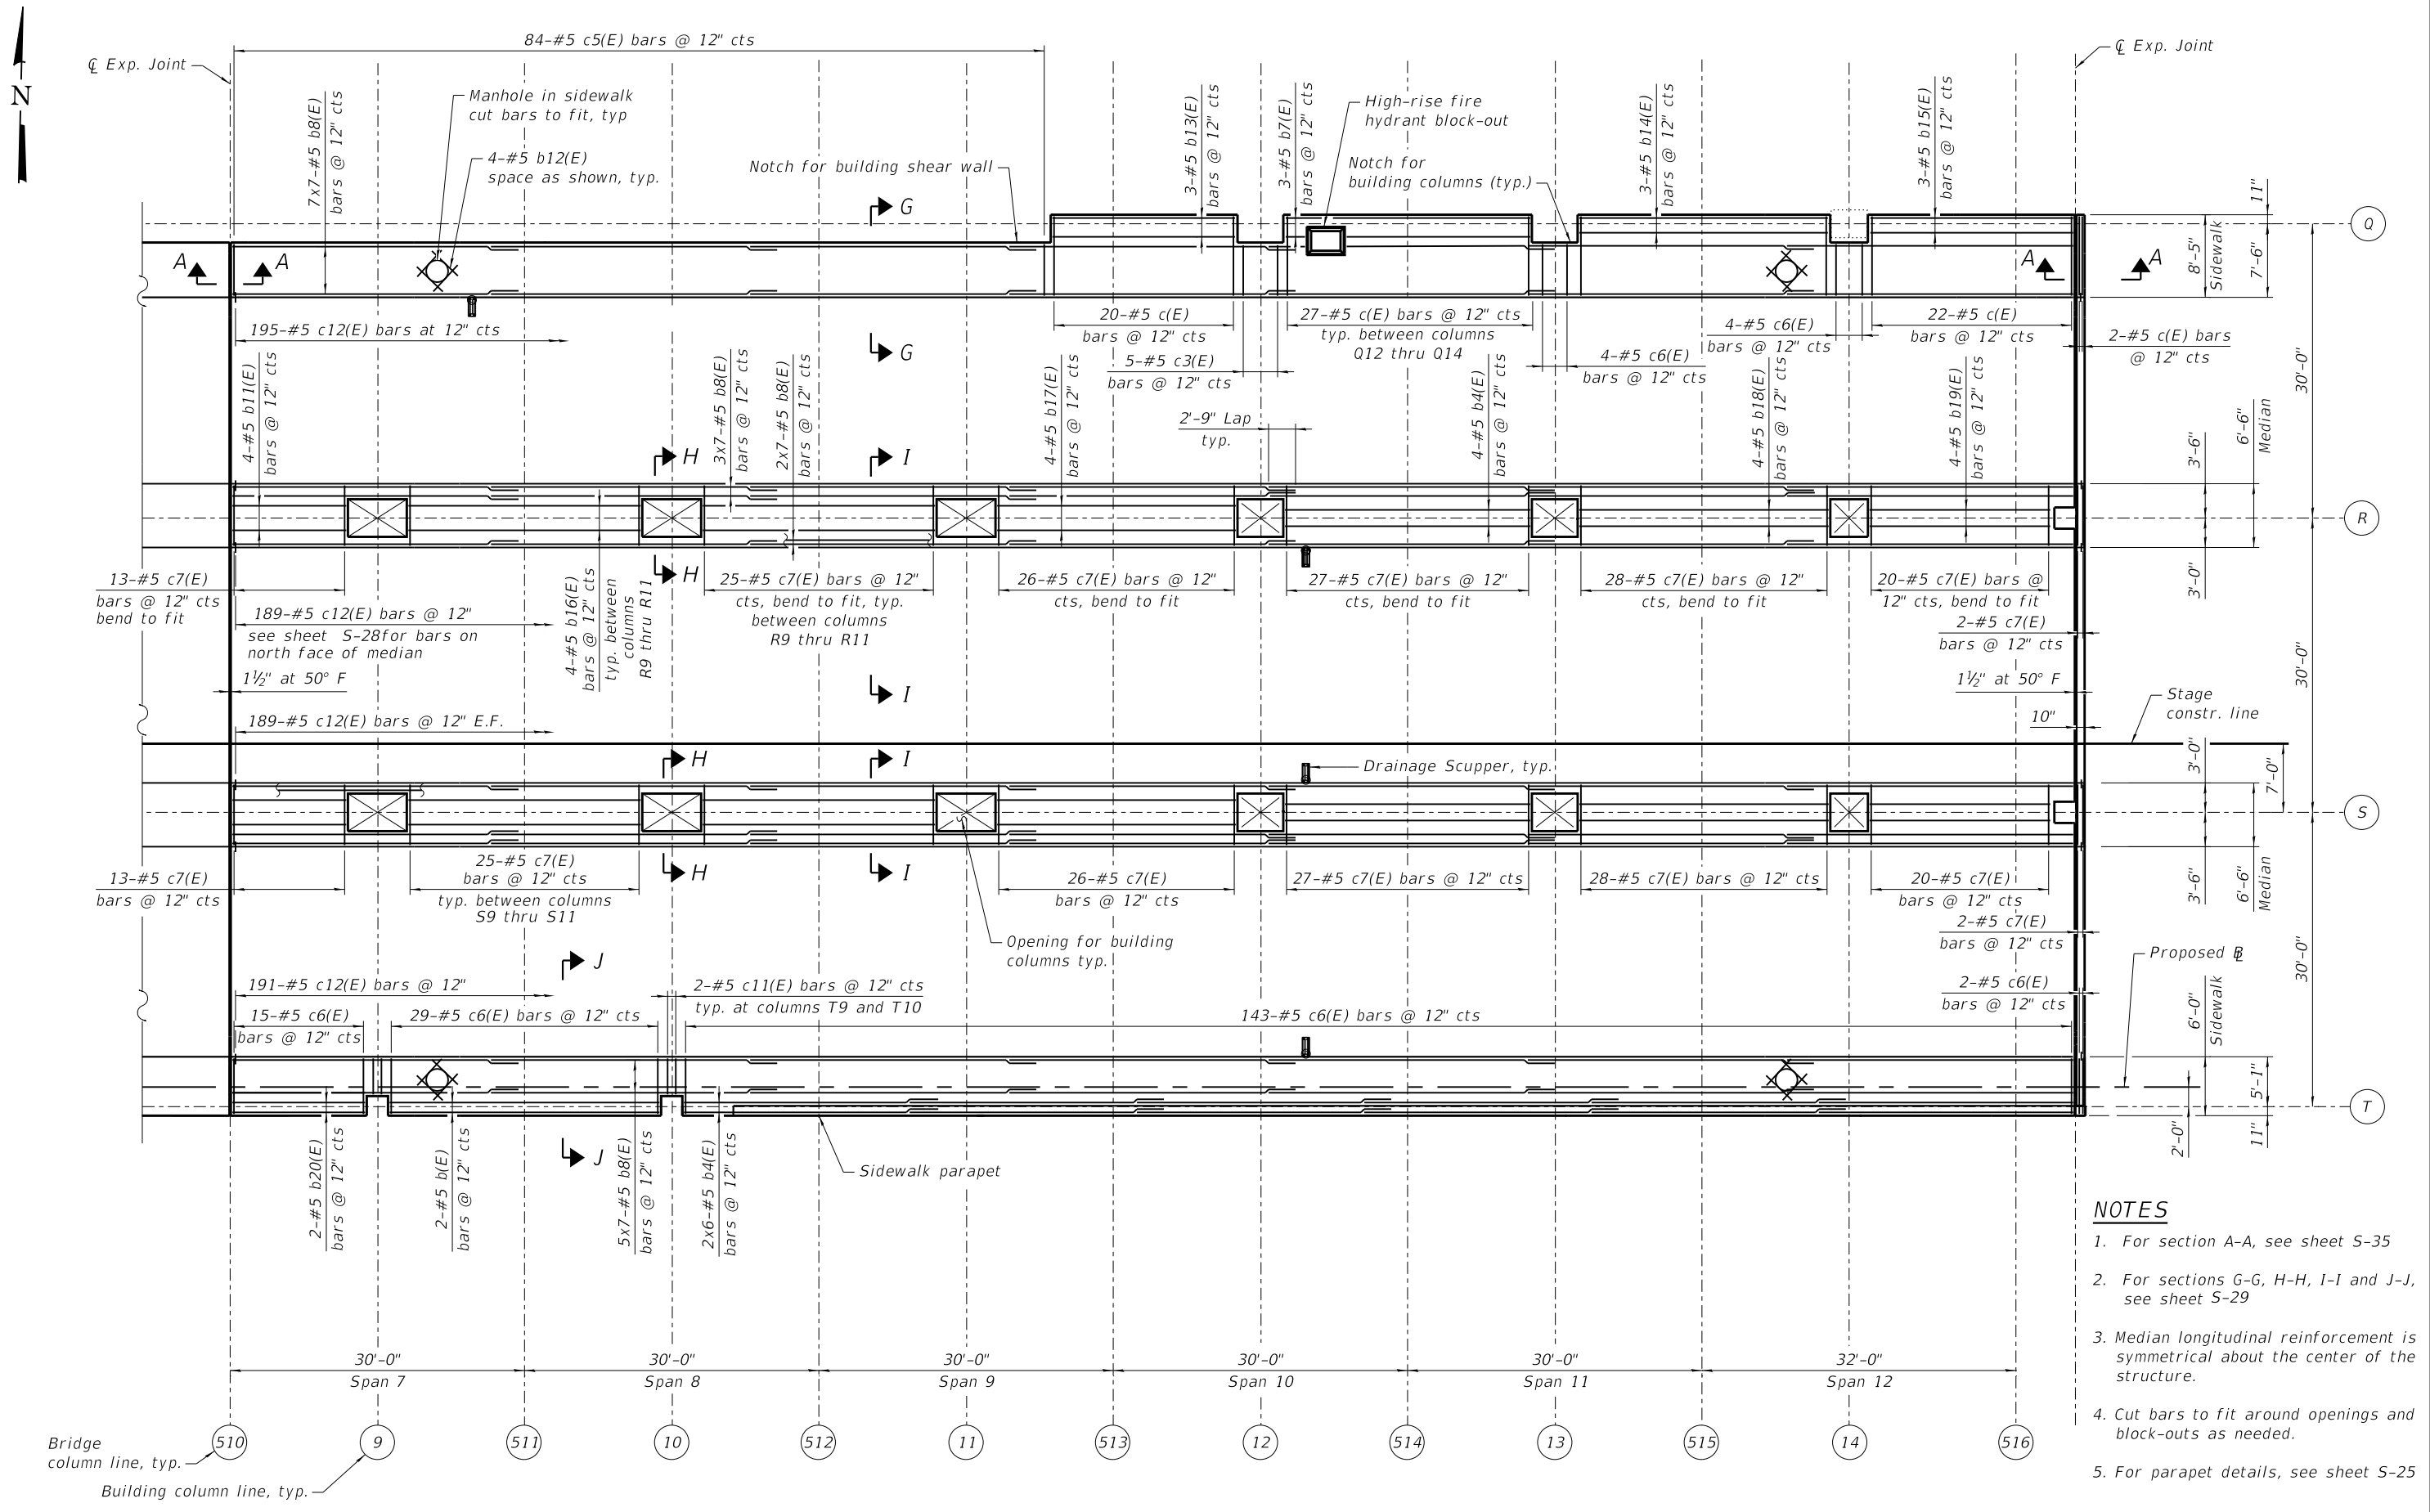 84-#5 c5(E) bars @ 12" cts
℄ Exp. Joint
℄ Exp. Joint
N
7x7-#5 b8(E)
bars @ 12" cts
Manhole in sidewalk
cut bars to fit, typ
4-#5 b12(E)
space as shown, typ.
Notch for building shear wall
3-#5 b13(E)
bars @ 12" cts
3-#5 b7(E)
bars @ 12" cts
High-rise fire
hydrant block-out
Notch for
building columns (typ.)
3-#5 b14(E)
bars @ 12" cts
3-#5 b15(E)
bars @ 12" cts
11"
G
Q
A
A
A
A
8'-5"
Sidewalk
7'-6"
195-#5 c12(E) bars at 12" cts
G
20-#5 c(E)
bars @ 12" cts
27-#5 c(E) bars @ 12" cts
typ. between columns
Q12 thru Q14
4-#5 c6(E)
bars @ 12" cts
22-#5 c(E)
bars @ 12" cts
2-#5 c(E) bars
@ 12" cts
5-#5 c3(E)
bars @ 12" cts
4-#5 c6(E)
bars @ 12" cts
30'-0"
4-#5 b11(E)
bars @ 12" cts
3x7-#5 b8(E)
bars @ 12" cts
2x7-#5 b8(E)
bars @ 12" cts
4-#5 b17(E)
bars @ 12" cts
2'-9" Lap
typ.
4-#5 b4(E)
bars @ 12" cts
4-#5 b18(E)
bars @ 12" cts
4-#5 b19(E)
bars @ 12" cts
3'-6"
6'-6"
Median
H
I
R
H
3'-0"
13-#5 c7(E)
bars @ 12" cts
bend to fit
189-#5 c12(E) bars @ 12"
see sheet S-28for bars on
north face of median
4-#5 b16(E)
bars @ 12" cts
typ. between
columns
R9 thru R11
25-#5 c7(E) bars @ 12"
cts, bend to fit, typ.
between columns
R9 thru R11
26-#5 c7(E) bars @ 12"
cts, bend to fit
27-#5 c7(E) bars @ 12"
cts, bend to fit
28-#5 c7(E) bars @ 12"
cts, bend to fit
20-#5 c7(E) bars @
12" cts, bend to fit
2-#5 c7(E)
bars @ 12" cts
1½" at 50° F
I
1½" at 50° F
30'-0"
Stage
constr. line
10"
189-#5 c12(E) bars @ 12" E.F.
H
I
Drainage Scupper, typ.
3'-0"
7'-0"
S
H
I
13-#5 c7(E)
bars @ 12" cts
25-#5 c7(E)
bars @ 12" cts
typ. between columns
S9 thru S11
26-#5 c7(E)
bars @ 12" cts
27-#5 c7(E) bars @ 12" cts
28-#5 c7(E) bars @ 12" cts
20-#5 c7(E)
bars @ 12" cts
3'-6"
6'-6"
Median
2-#5 c7(E)
bars @ 12" cts
Opening for building
columns typ.
J
Proposed ⅊
30'-0"
191-#5 c12(E) bars @ 12"
2-#5 c11(E) bars @ 12" cts
typ. at columns T9 and T10
2-#5 c6(E)
bars @ 12" cts
15-#5 c6(E)
bars @ 12" cts
29-#5 c6(E) bars @ 12" cts
143-#5 c6(E) bars @ 12" cts
6'-0"
Sidewalk
5'-1"
T
2'-0"
11"
2-#5 b20(E)
bars @ 12" cts
2-#5 b(E)
bars @ 12" cts
J
5x7-#5 b8(E)
bars @ 12" cts
2x6-#5 b4(E)
bars @ 12" cts
Sidewalk parapet
NOTES
1. For section A-A, see sheet S-35
2. For sections G-G, H-H, I-I and J-J,
see sheet S-29
3. Median longitudinal reinforcement is
symmetrical about the center of the
structure.
4. Cut bars to fit around openings and
block-outs as needed.
5. For parapet details, see sheet S-25
30'-0"
30'-0"
30'-0"
30'-0"
30'-0"
32'-0"
Span 7
Span 8
Span 9
Span 10
Span 11
Span 12
510
9
511
10
512
11
513
12
514
13
515
14
516
Bridge
column line, typ.
Building column line, typ.